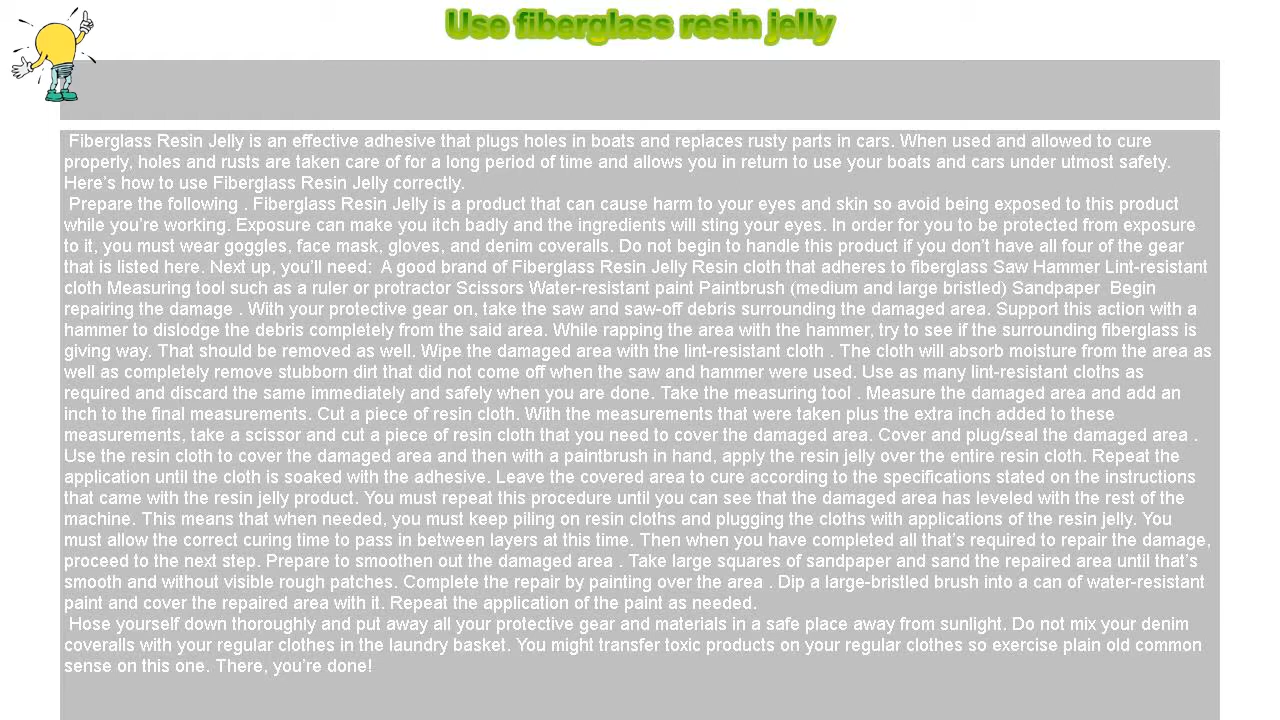 Use fiberglass resin jelly
Fiberglass Resin Jelly is an effective adhesive that plugs holes in boats and replaces rusty parts in cars. When used and allowed to cure
properly, holes and rusts are taken care of for a long period of time and allows you in return to use your boats and cars under utmost safety.
Here’s how to use Fiberglass Resin Jelly correctly.
Prepare the following . Fiberglass Resin Jelly is a product that can cause harm to your eyes and skin so avoid being exposed to this product
while you’re working. Exposure can make you itch badly and the ingredients will sting your eyes. In order for you to be protected from exposure
to it, you must wear goggles, face mask, gloves, and denim coveralls. Do not begin to handle this product if you don’t have all four of the gear
that is listed here. Next up, you’ll need:  A good brand of Fiberglass Resin Jelly Resin cloth that adheres to fiberglass Saw Hammer Lint-resistant
cloth Measuring tool such as a ruler or protractor Scissors Water-resistant paint Paintbrush (medium and large bristled) Sandpaper  Begin
repairing the damage . With your protective gear on, take the saw and saw-off debris surrounding the damaged area. Support this action with a
hammer to dislodge the debris completely from the said area. While rapping the area with the hammer, try to see if the surrounding fiberglass is
giving way. That should be removed as well. Wipe the damaged area with the lint-resistant cloth . The cloth will absorb moisture from the area as
well as completely remove stubborn dirt that did not come off when the saw and hammer were used. Use as many lint-resistant cloths as
required and discard the same immediately and safely when you are done. Take the measuring tool . Measure the damaged area and add an
inch to the final measurements. Cut a piece of resin cloth. With the measurements that were taken plus the extra inch added to these
measurements, take a scissor and cut a piece of resin cloth that you need to cover the damaged area. Cover and plug/seal the damaged area .
Use the resin cloth to cover the damaged area and then with a paintbrush in hand, apply the resin jelly over the entire resin cloth. Repeat the
application until the cloth is soaked with the adhesive. Leave the covered area to cure according to the specifications stated on the instructions
that came with the resin jelly product. You must repeat this procedure until you can see that the damaged area has leveled with the rest of the
machine. This means that when needed, you must keep piling on resin cloths and plugging the cloths with applications of the resin jelly. You
must allow the correct curing time to pass in between layers at this time. Then when you have completed all that’s required to repair the damage,
proceed to the next step. Prepare to smoothen out the damaged area . Take large squares of sandpaper and sand the repaired area until that’s
smooth and without visible rough patches. Complete the repair by painting over the area . Dip a large-bristled brush into a can of water-resistant
paint and cover the repaired area with it. Repeat the application of the paint as needed.
Hose yourself down thoroughly and put away all your protective gear and materials in a safe place away from sunlight. Do not mix your denim
coveralls with your regular clothes in the laundry basket. You might transfer toxic products on your regular clothes so exercise plain old common
sense on this one. There, you’re done!